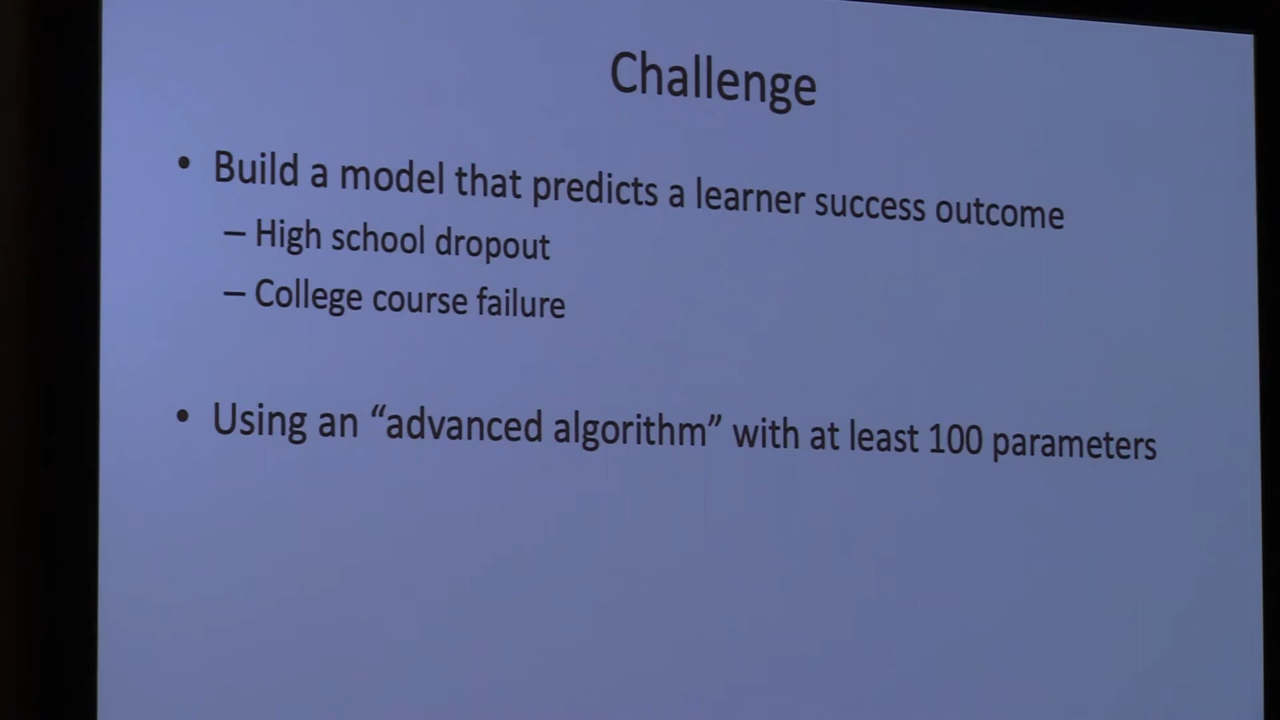 Challenge
• Build a model that predicts a learner success outcome
– High school dropout
– College course failure
• Using an “advanced algorithm” with at least 100 parameters